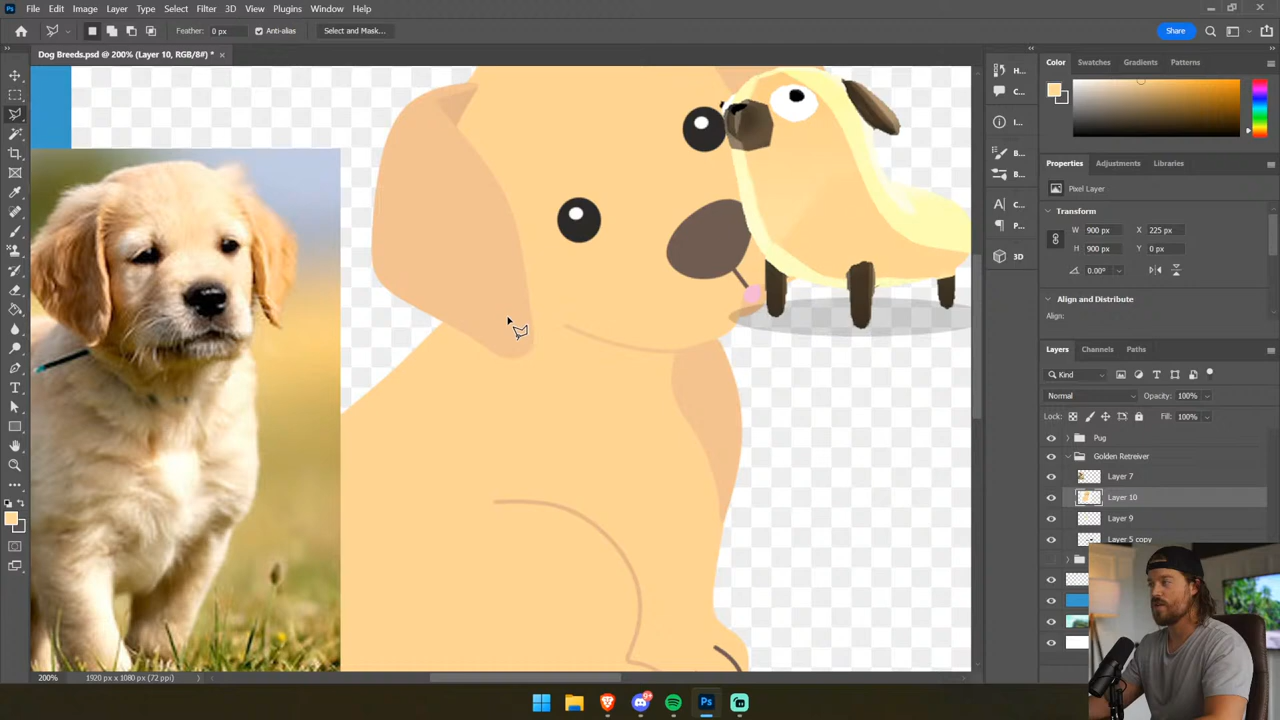 File Edit Image Layer Type Select Filter 3D View Plugins Window Help
Feather: 0 px Anti-alias Select and Mask... Share
Dog Breeds.psd @ 200% (Layer 10, RGB/8#) * ×
H...
C...
I...
B...
B...
C...
P...
3D
Color Swatches Gradients Patterns
Properties Adjustments Libraries
Pixel Layer
Transform
W 900 px X 225 px
H 900 px Y 0 px
0.00°
Align and Distribute
Align:
Layers Channels Paths
Kind
Normal Opacity: 100%
Lock: Fill: 100%
Pug
Golden Retreiver
Layer 7
Layer 10
Layer 9
Layer 5 copy
200% 1920 px x 1080 px (72 ppi)
Ps